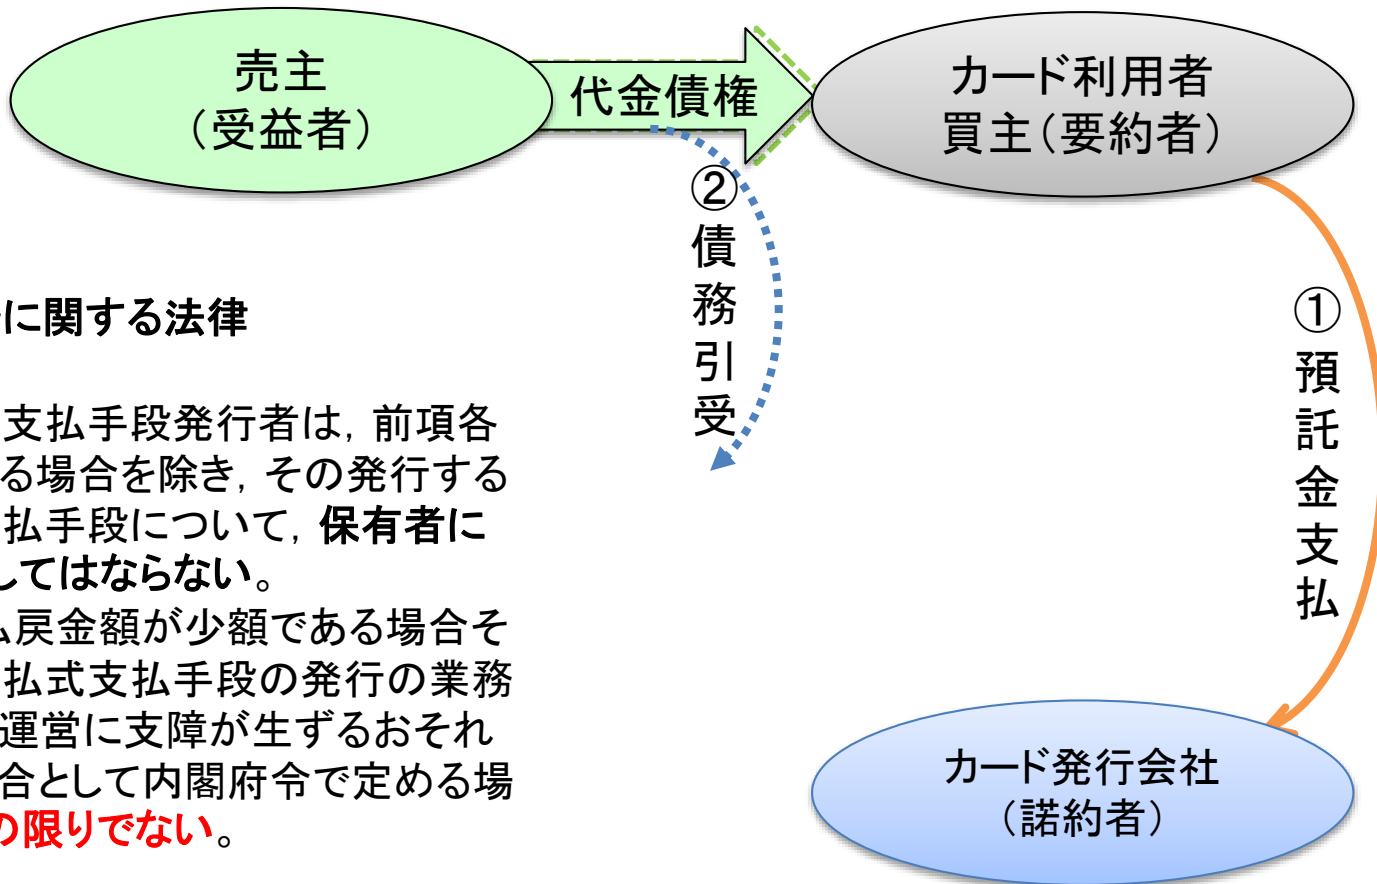 売主
（受益者）
代金債権
カード利用者
買主（要約者）
②債務引受
①預託金支払
に関する法律
支払手段発行者は，前項各
る場合を除き，その発行する
払手段について，保有者に
してはならない。
戻金額が少額である場合そ
払式支払手段の発行の業務
運営に支障が生ずるおそれ
合として内閣府令で定める場
の限りでない。
カード発行会社
（諾約者）